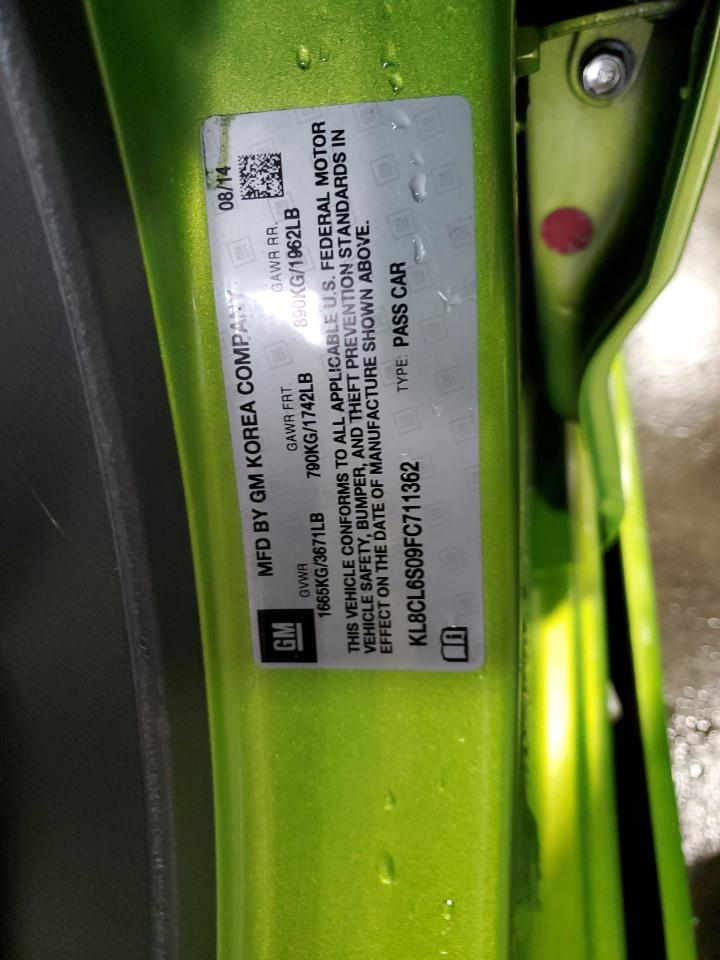 MFD BY GM KOREA COMPANY 08/14
GVWR GAWR FRT. GAWR RR.
1665KG/3671LB 790KG/1742LB 890KG/1962LB
THIS VEHICLE CONFORMS TO ALL APPLICABLE U.S. FEDERAL MOTOR
VEHICLE SAFETY, BUMPER, AND THEFT PREVENTION STANDARDS IN
EFFECT ON THE DATE OF MANUFACTURE SHOWN ABOVE.
KL8CL6S09FC711362 TYPE: PASS CAR
GM